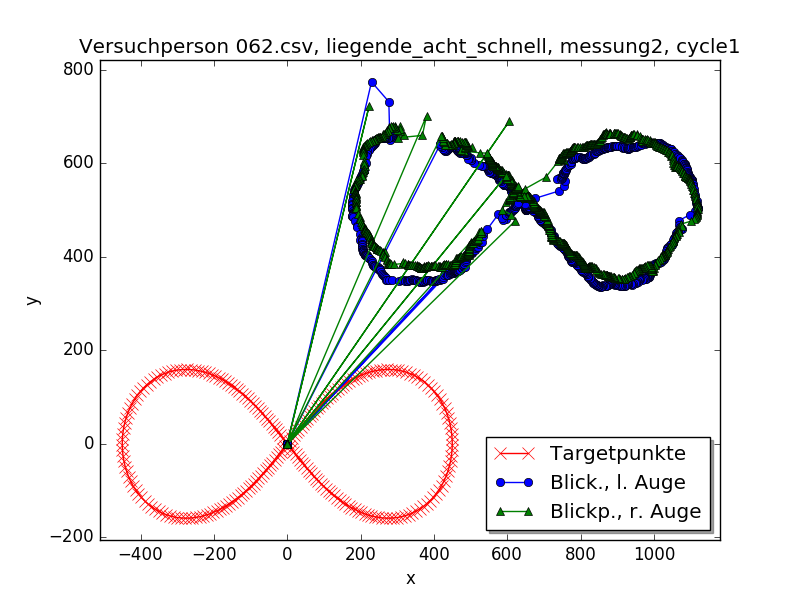 Versuchperson 062.csv, liegende_acht_schnell, messung2, cycle1
800
600
400
200
0
−200
y
−400
−200
0
200
400
600
800
1000
x
Targetpunkte
Blick., l. Auge
Blickp., r. Auge